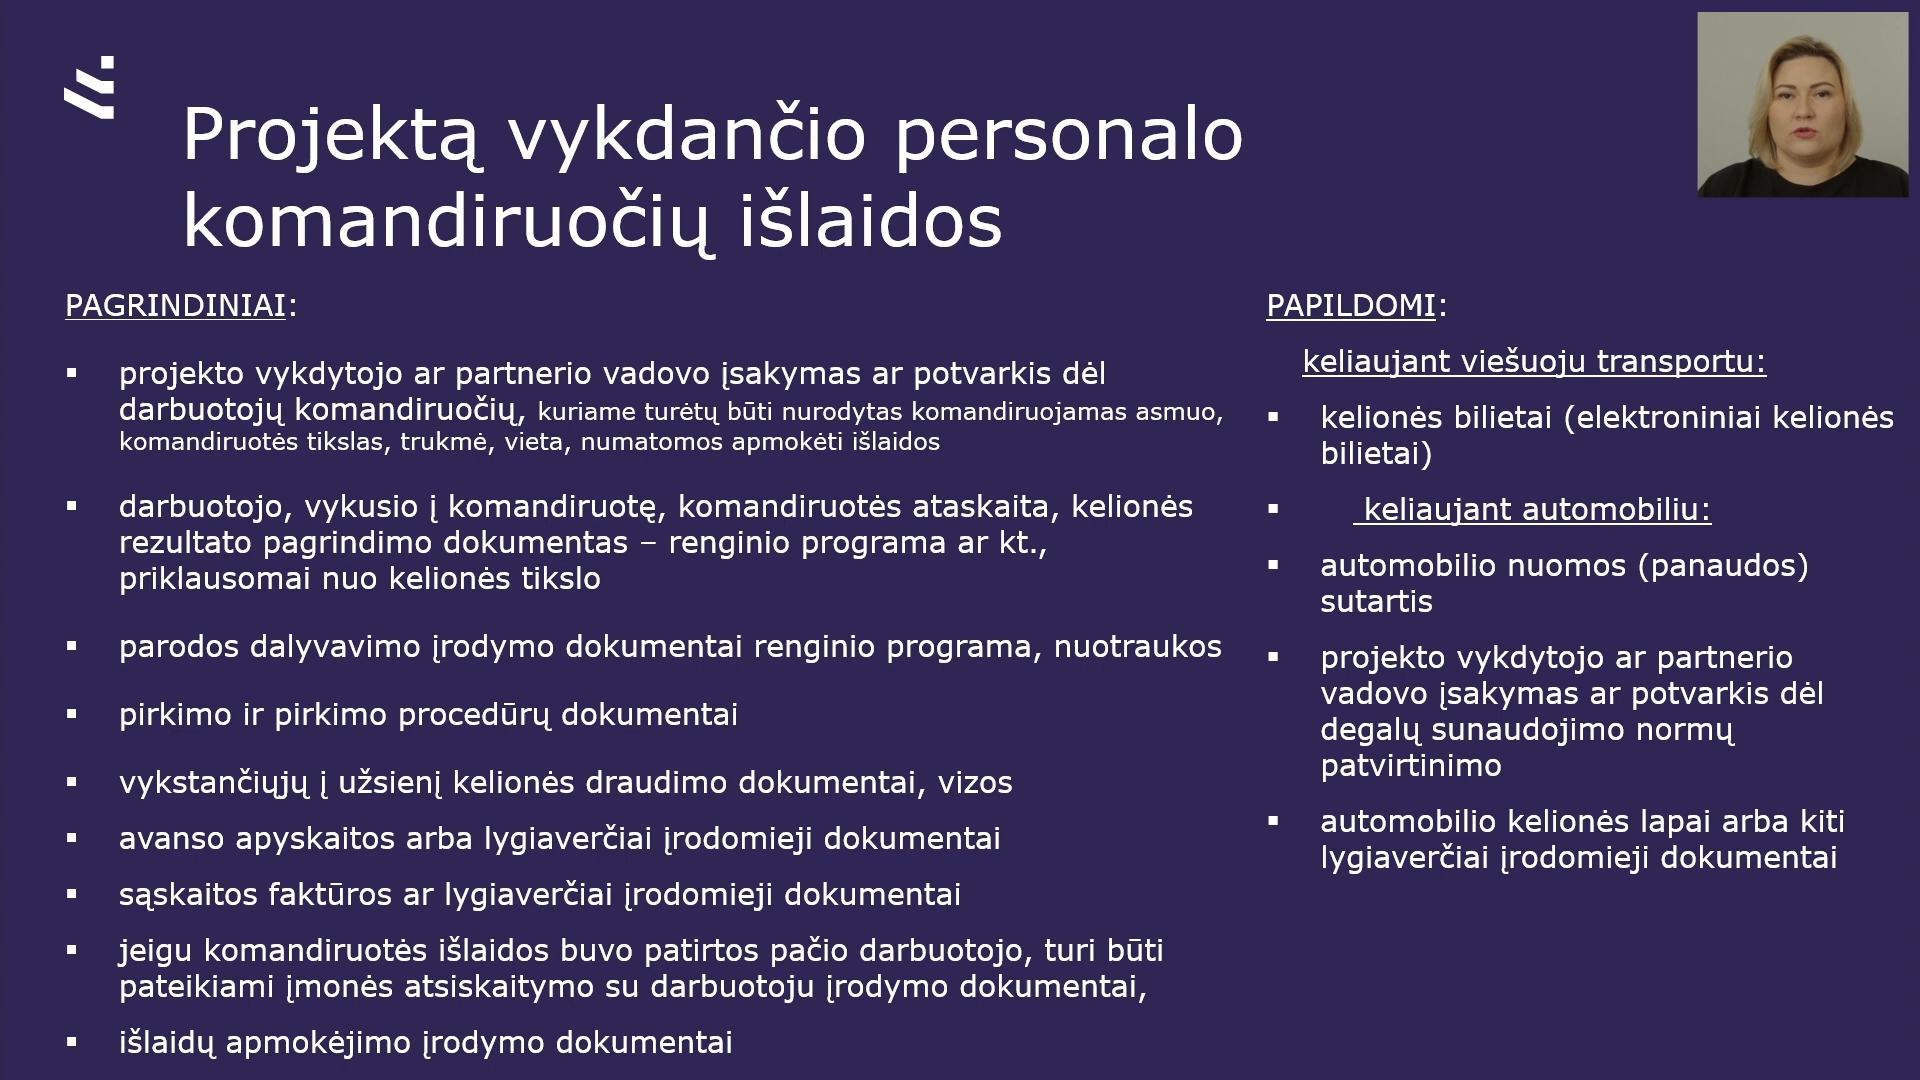 Projektą vykdančio personalo
komandiruočių išlaidos
PAGRINDINIAI:
▪ projekto vykdytojo ar partnerio vadovo įsakymas ar potvarkis dėl
darbuotojų komandiruočių, kuriame turėtų būti nurodytas komandiruojamas asmuo,
komandiruotės tikslas, trukmė, vieta, numatomos apmokėti išlaidos
▪ darbuotojo, vykusio į komandiruotę, komandiruotės ataskaita, kelionės
rezultato pagrindimo dokumentas – renginio programa ar kt.,
priklausomai nuo kelionės tikslo
▪ parodos dalyvavimo įrodymo dokumentai renginio programa, nuotraukos
▪ pirkimo ir pirkimo procedūrų dokumentai
▪ vykstančiųjų į užsienį kelionės draudimo dokumentai, vizos
▪ avanso apyskaitos arba lygiaverčiai įrodomieji dokumentai
▪ sąskaitos faktūros ar lygiaverčiai įrodomieji dokumentai
▪ jeigu komandiruotės išlaidos buvo patirtos pačio darbuotojo, turi būti
pateikiami įmonės atsiskaitymo su darbuotoju įrodymo dokumentai,
▪ išlaidų apmokėjimo įrodymo dokumentai
PAPILDOMI:
keliaujant viešuoju transportu:
▪ kelionės bilietai (elektroniniai kelionės
bilietai)
▪ keliaujant automobiliu:
▪ automobilio nuomos (panaudos)
sutartis
▪ projekto vykdytojo ar partnerio
vadovo įsakymas ar potvarkis dėl
degalų sunaudojimo normų
patvirtinimo
▪ automobilio kelionės lapai arba kiti
lygiaverčiai įrodomieji dokumentai